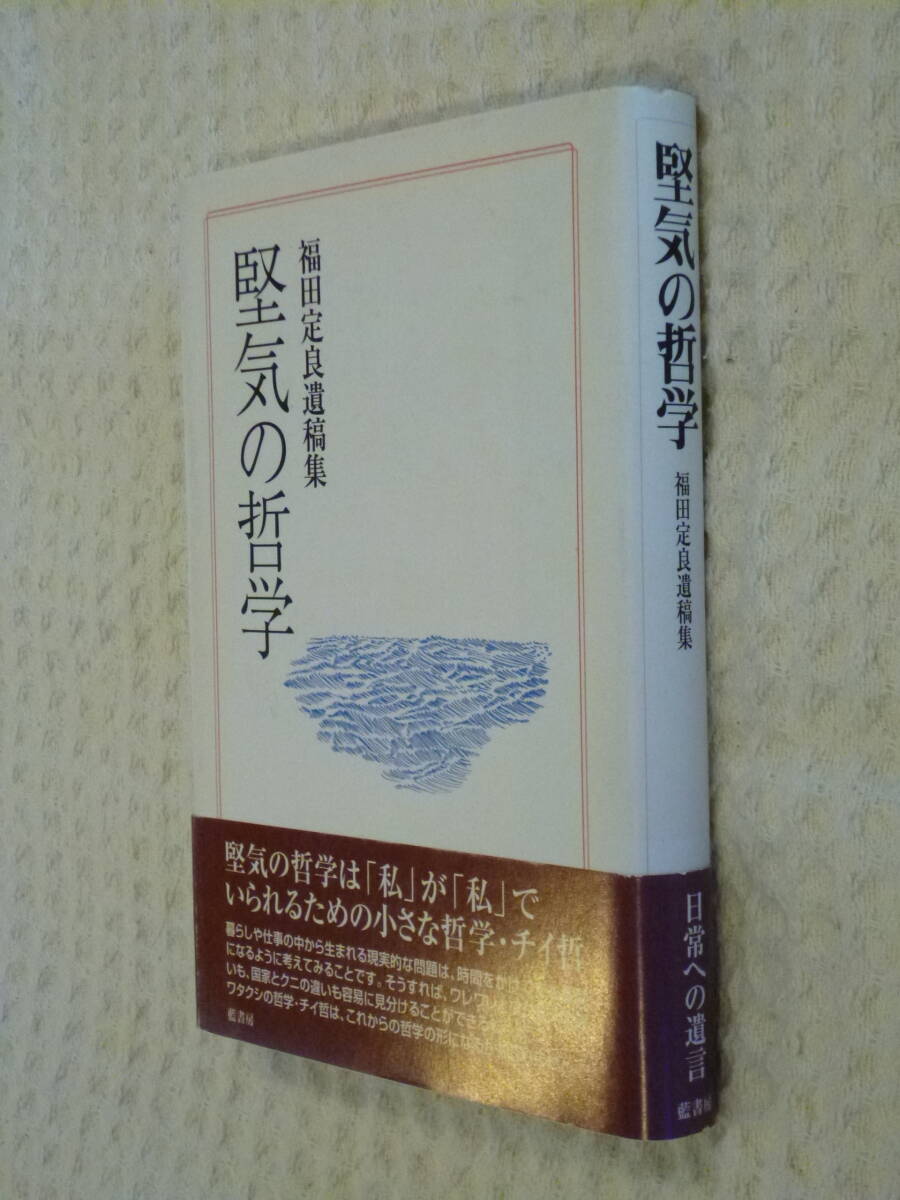 福田定良遺稿集
堅気の哲学
堅気の哲学は「私」が「私」で
いられるための小さな哲学・チイ哲
暮らしや仕事の中から生まれる現実的な問題は、時間をかけ
になるように考えてみることです。そうすれば、ワレワレ
いも、国家とクニの違いも容易に見分けることができる
ワタクシの哲学・チイ哲は、これからの哲学の形に
藍書房
堅気の哲学
福田定良遺稿集
日常への遺言
藍書房